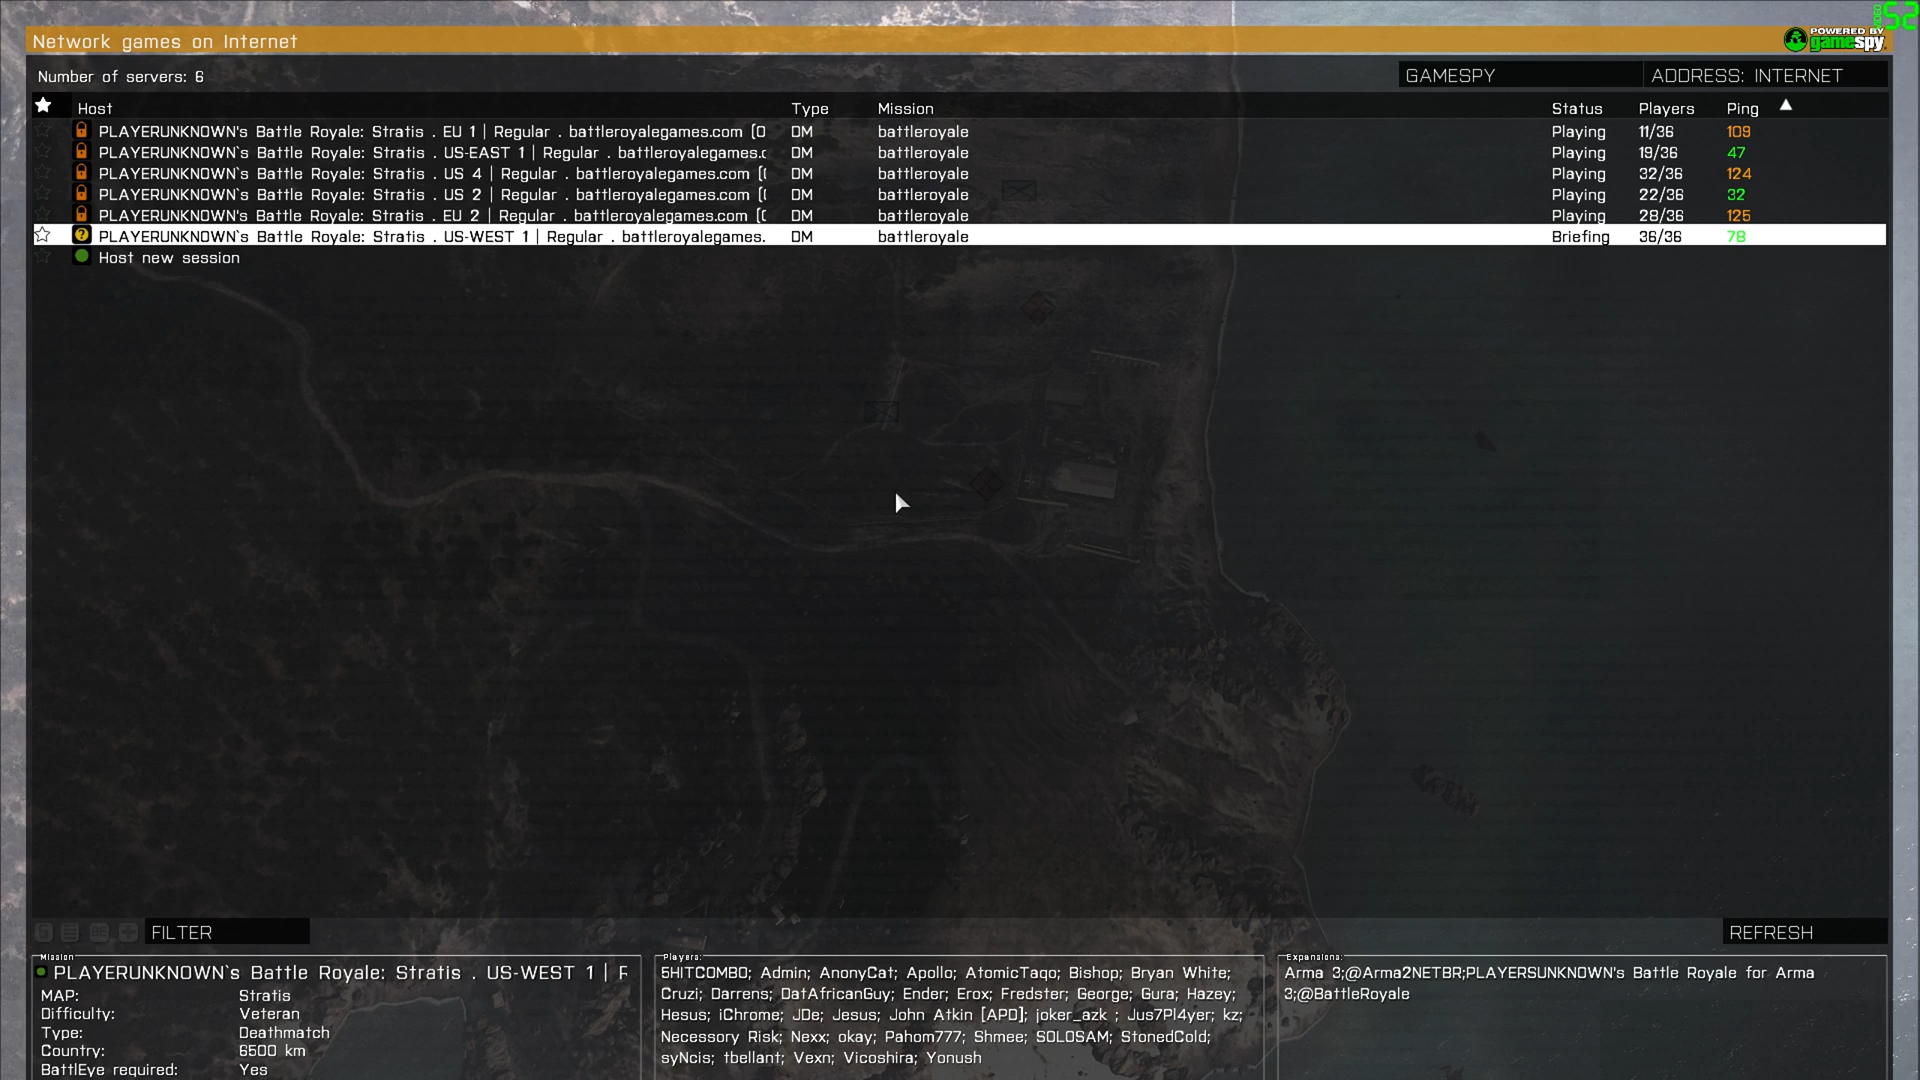 52
VIDEO
Network games on Internet
POWERED BY
gamespy
Number of servers: 6
GAMESPY
ADDRESS: INTERNET
Host Type Mission Status Players Ping
PLAYERUNKNOWN's Battle Royale: Stratis . EU 1 | Regular . battleroyalegames.com (0 DM battleroyale Playing 11/36 109
PLAYERUNKNOWN`s Battle Royale: Stratis . US-EAST 1 | Regular . battleroyalegames.c DM battleroyale Playing 19/36 47
PLAYERUNKNOWN`s Battle Royale: Stratis . US 4 | Regular . battleroyalegames.com (0 DM battleroyale Playing 32/36 124
PLAYERUNKNOWN`s Battle Royale: Stratis . US 2 | Regular . battleroyalegames.com (0 DM battleroyale Playing 22/36 32
PLAYERUNKNOWN's Battle Royale: Stratis . EU 2 | Regular . battleroyalegames.com (0 DM battleroyale Playing 28/36 125
? PLAYERUNKNOWN`s Battle Royale: Stratis . US-WEST 1 | Regular . battleroyalegames. DM battleroyale Briefing 36/36 78
Host new session
FILTER
REFRESH
Mission
PLAYERUNKNOWN`s Battle Royale: Stratis . US-WEST 1 | R
MAP: Stratis
Difficulty: Veteran
Type: Deathmatch
Country: 6500 km
BattlEye required: Yes
Players:
5HITCOMBO; Admin; AnonyCat; Apollo; AtomicTaqo; Bishop; Bryan White;
Cruzi; Darrens; DatAfricanGuy; Ender; Erox; Fredster; George; Gura; Hazey;
Hesus; iChrome; JDe; Jesus; John Atkin [APD]; joker_azk ; Jus7Pl4yer; kz;
Necessory Risk; Nexx; okay; Pahom777; Shmee; SOLOSAM; StonedCold;
syNcis; tbellant; Vexn; Vicoshira; Yonush
Expansions:
Arma 3;@Arma2NETBR;PLAYERSUNKNOWN's Battle Royale for Arma
3;@BattleRoyale